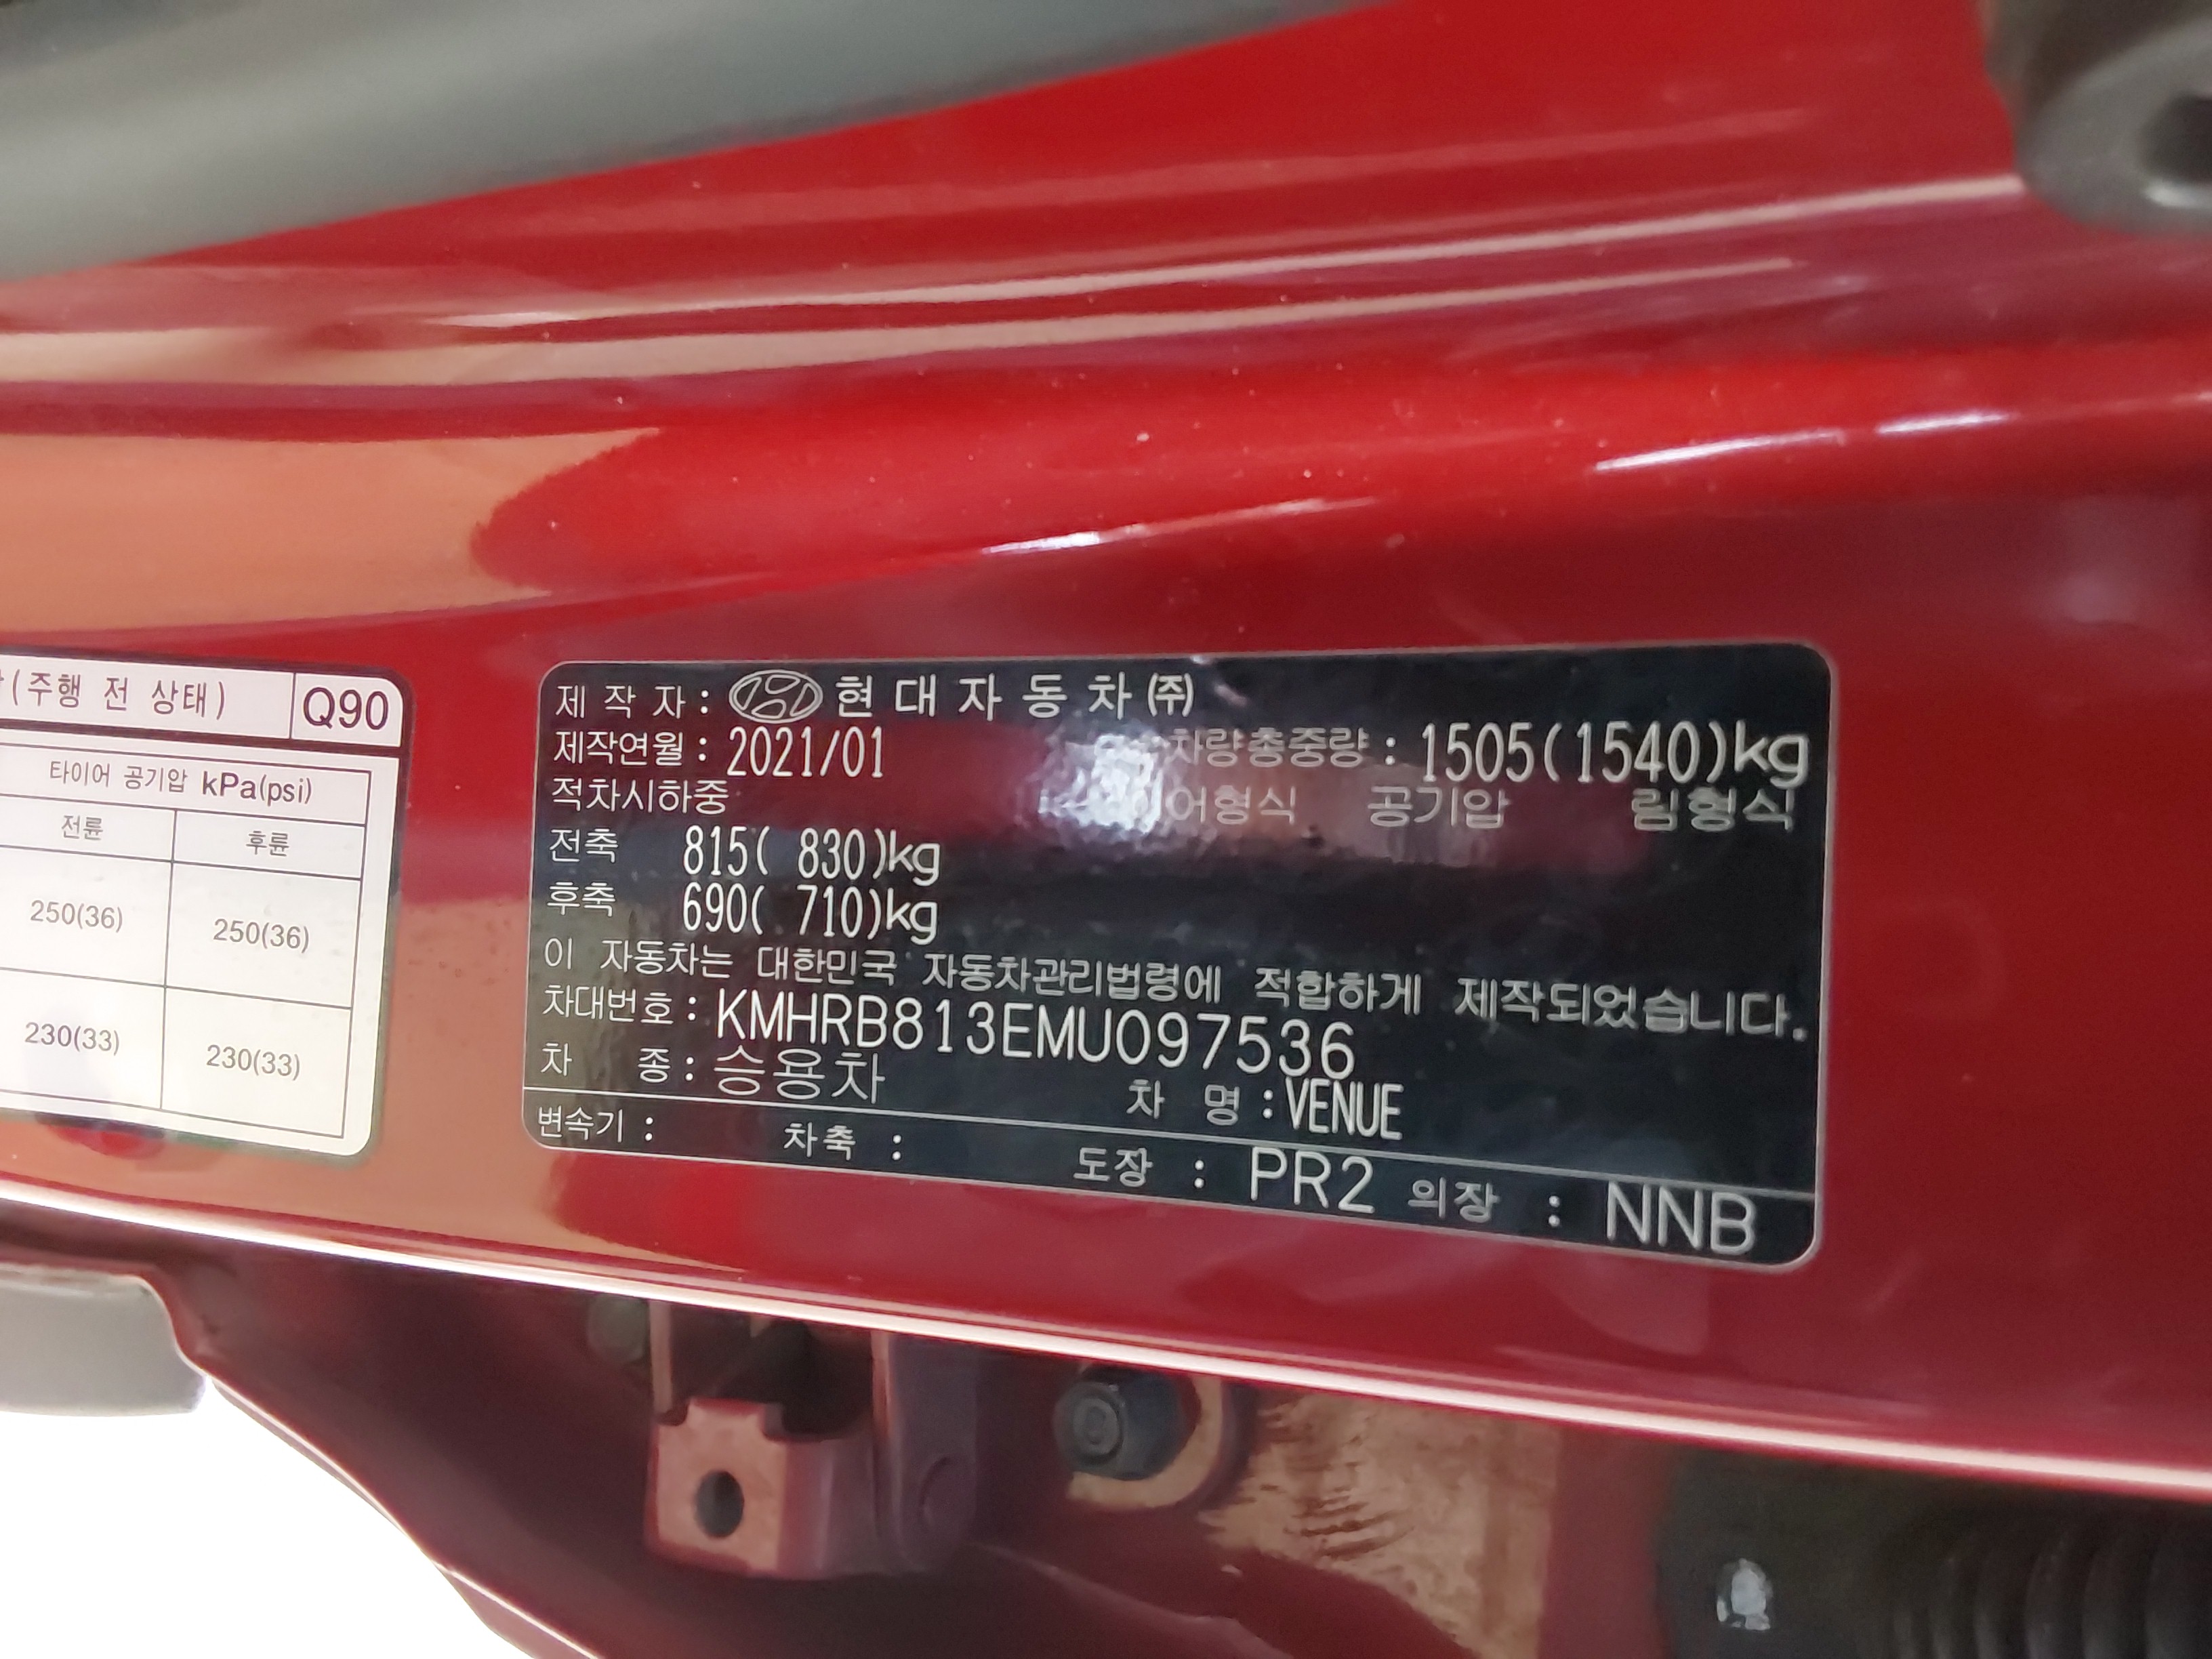 (주행 전 상태) Q90
타이어 공기압 kPa(psi)
전륜 후륜
250(36) 250(36)
230(33) 230(33)
제 작 자 : 현 대 자 동 차 ㈜
제작연월 : 2021/01 차량총중량 : 1505(1540)kg
적차시하중 공기압 림형식
전축 815( 830)kg
후축 690( 710)kg
이 자동차는 대한민국 자동차관리법령에 적합하게 제작되었습니다.
차대번호 : KMHRB813EMU097536
차 종 : 승용차 차 명 : VENUE
변속기 : 차축 : 도장 : PR2 의장 : NNB